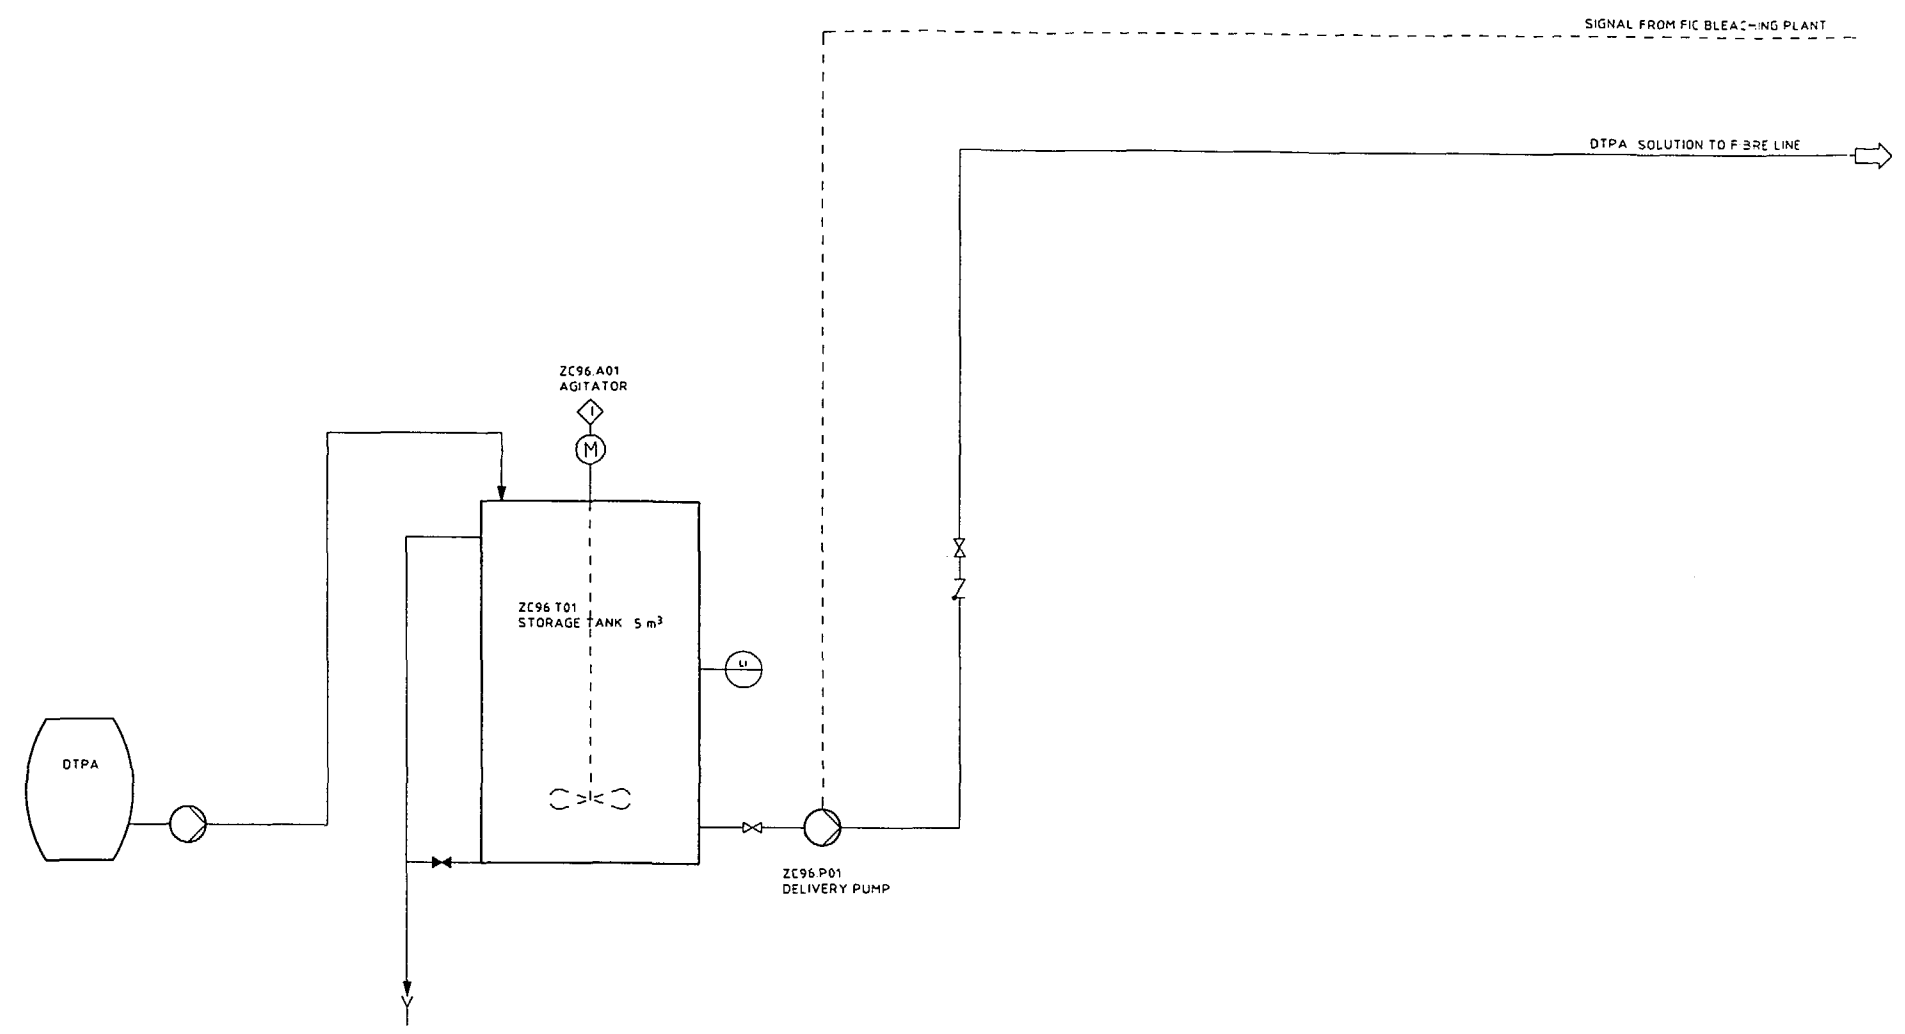 SIGNAL FROM FIC BLEACHING PLANT
DTPA SOLUTION TO FIBRE LINE
ZC96.A01
AGITATOR
I
M
ZC96 T01
STORAGE TANK 5 m³
LI
DTPA
ZC96.P01
DELIVERY PUMP